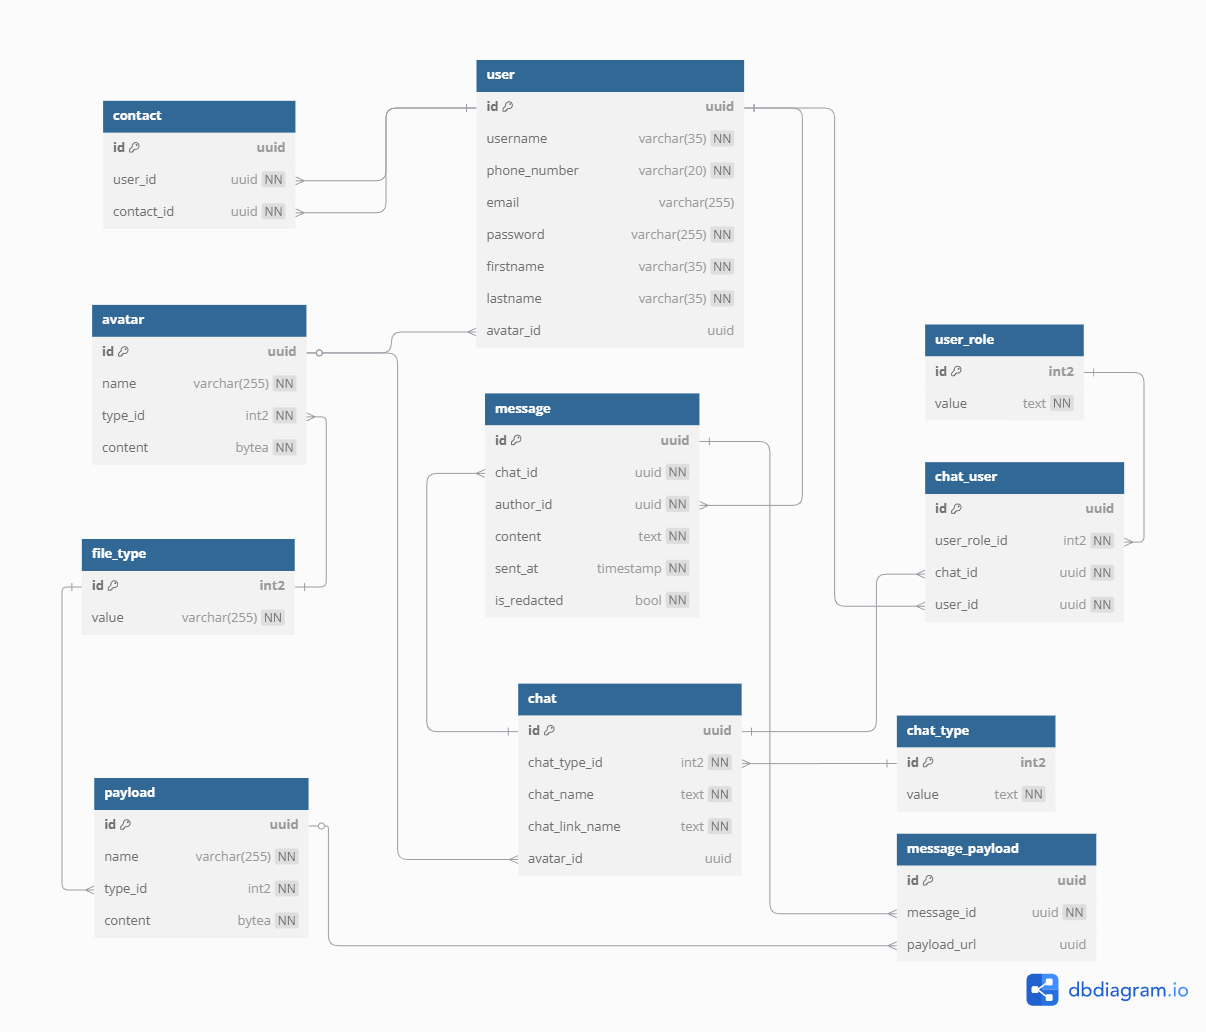 user
id uuid
username varchar(35) NN
phone_number varchar(20) NN
email varchar(255)
password varchar(255) NN
firstname varchar(35) NN
lastname varchar(35) NN
avatar_id uuid
contact
id uuid
user_id uuid NN
contact_id uuid NN
avatar
id uuid
name varchar(255) NN
type_id int2 NN
content bytea NN
user_role
id int2
value text NN
message
id uuid
chat_id uuid NN
author_id uuid NN
content text NN
sent_at timestamp NN
is_redacted bool NN
chat_user
id uuid
user_role_id int2 NN
chat_id uuid NN
user_id uuid NN
file_type
id int2
value varchar(255) NN
chat
id uuid
chat_type_id int2 NN
chat_name text NN
chat_link_name text NN
avatar_id uuid
chat_type
id int2
value text NN
payload
id uuid
name varchar(255) NN
type_id int2 NN
content bytea NN
message_payload
id uuid
message_id uuid NN
payload_url uuid
dbdiagram.io